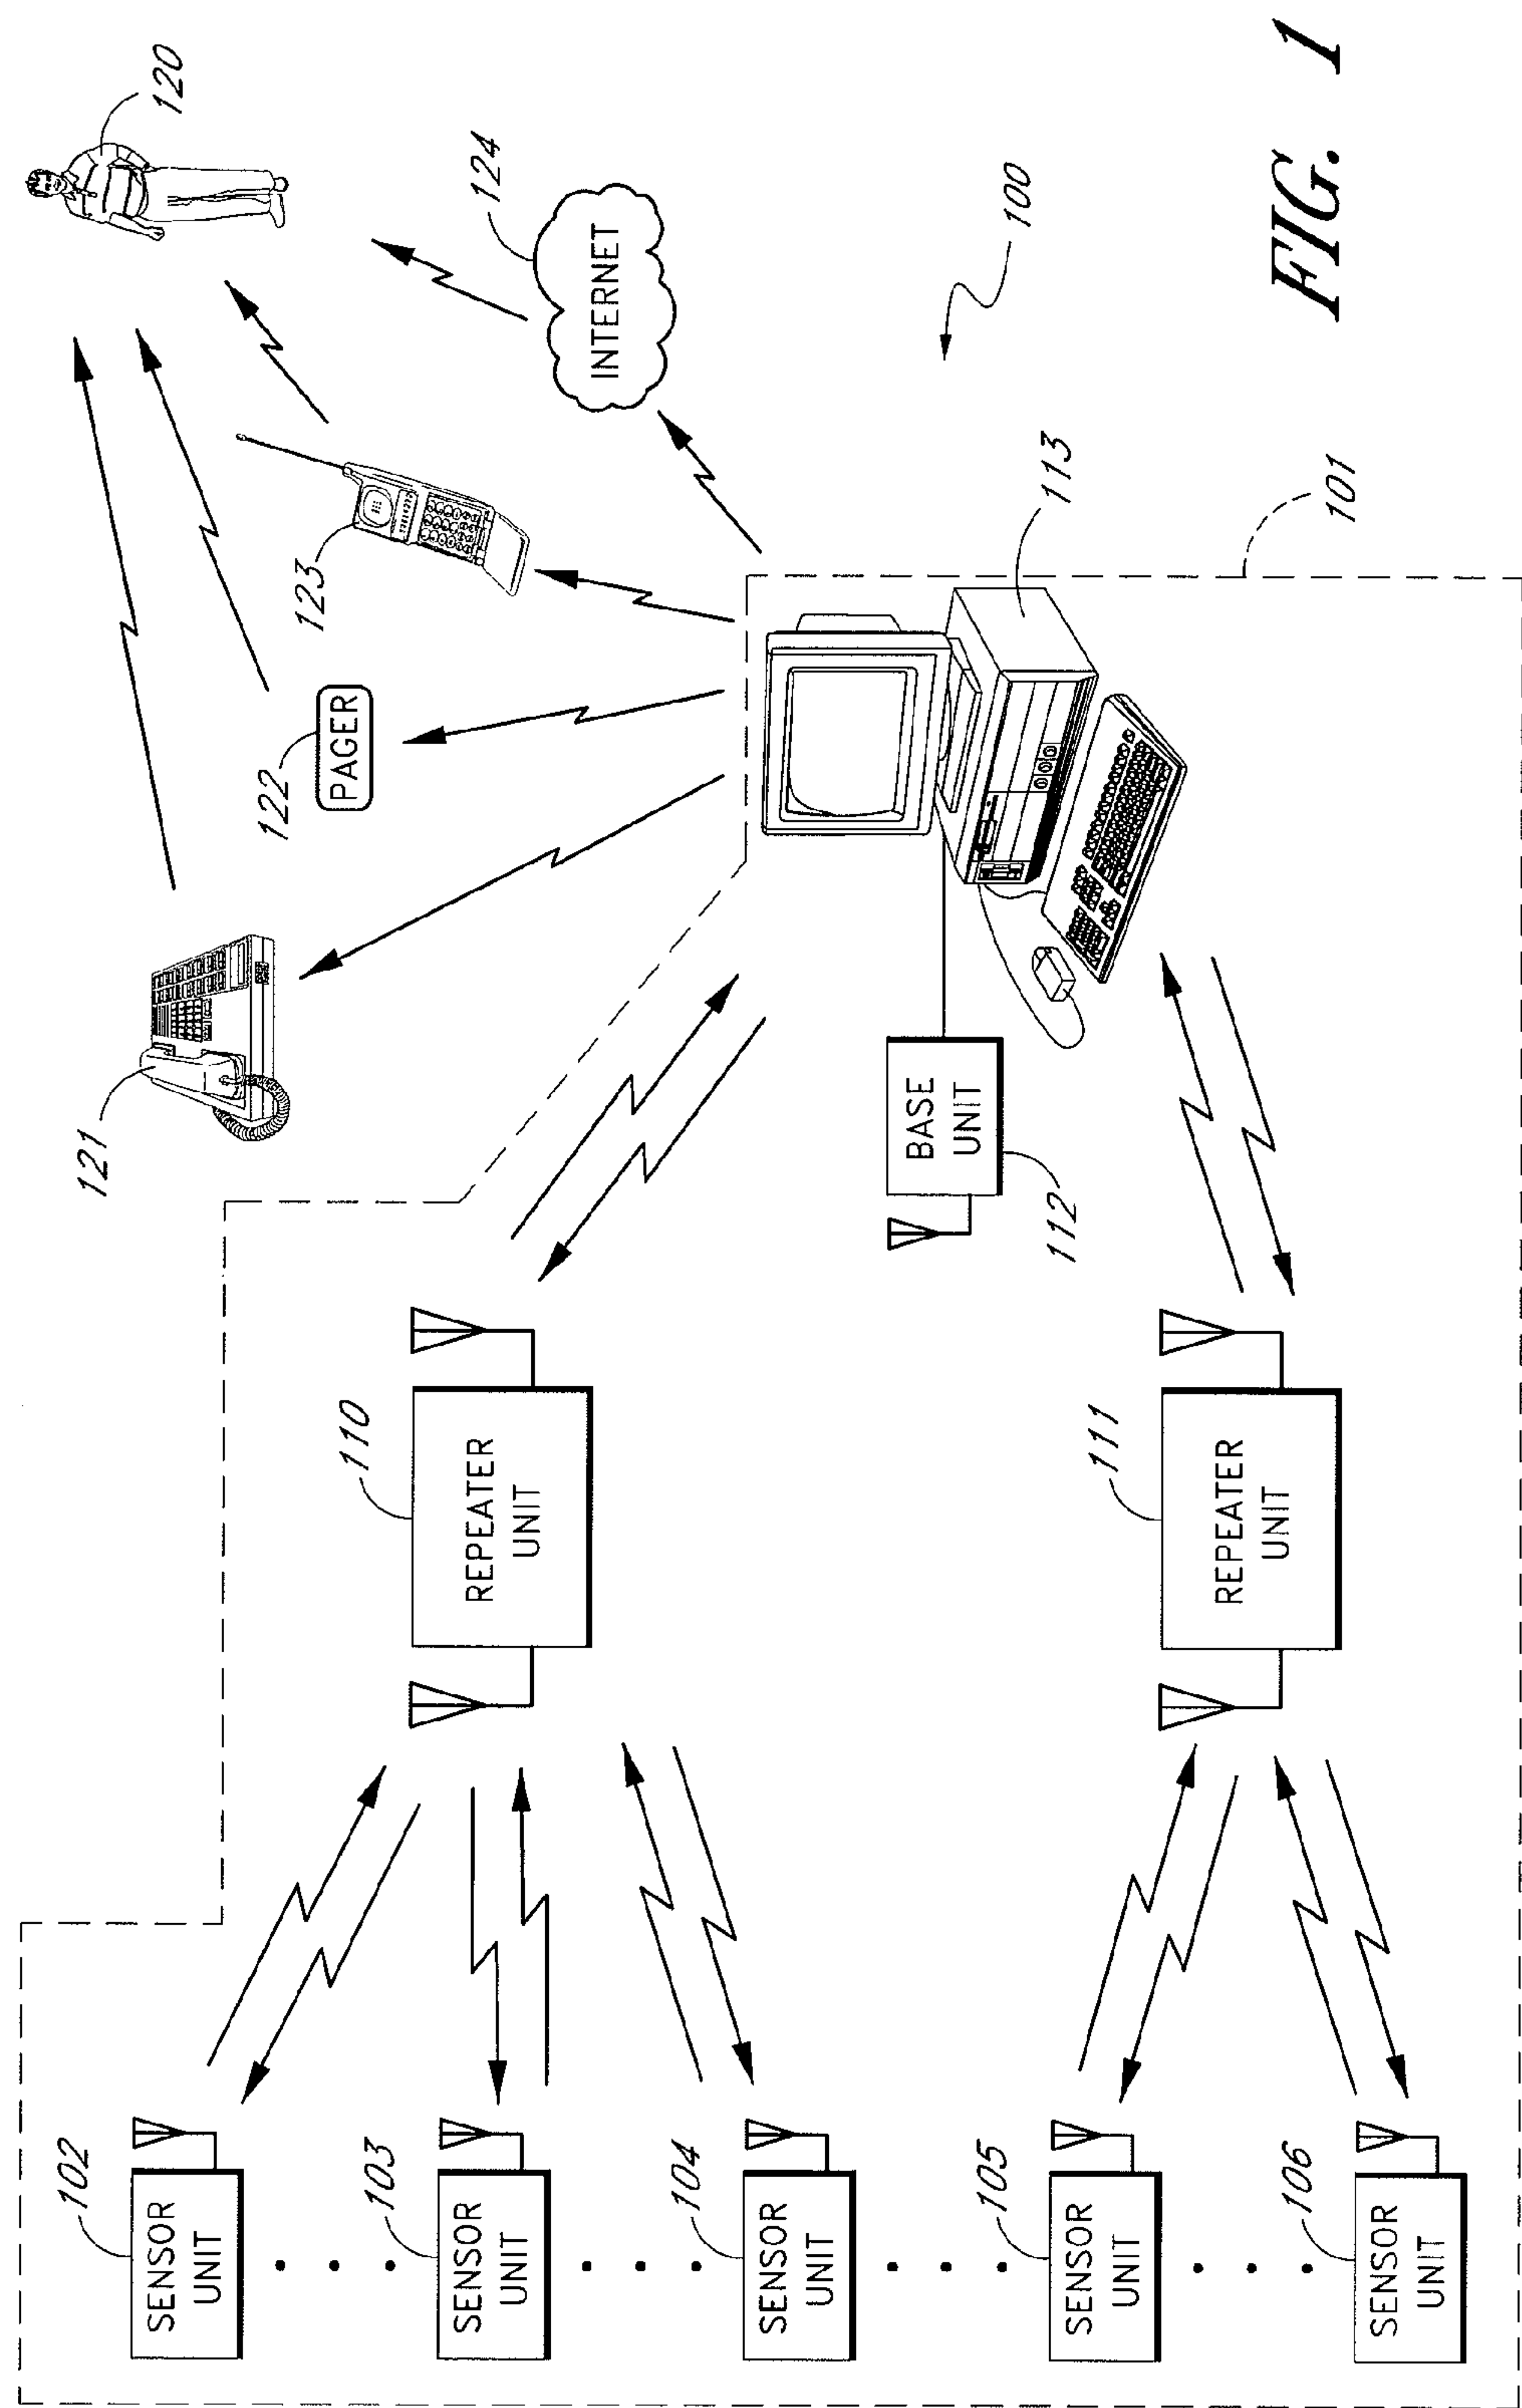 120
124
INTERNET
100
FIG. 1
123
122
PAGER
113
101
121
BASE
UNIT
112
110
REPEATER
UNIT
111
REPEATER
UNIT
102
SENSOR
UNIT
103
SENSOR
UNIT
104
SENSOR
UNIT
105
SENSOR
UNIT
106
SENSOR
UNIT